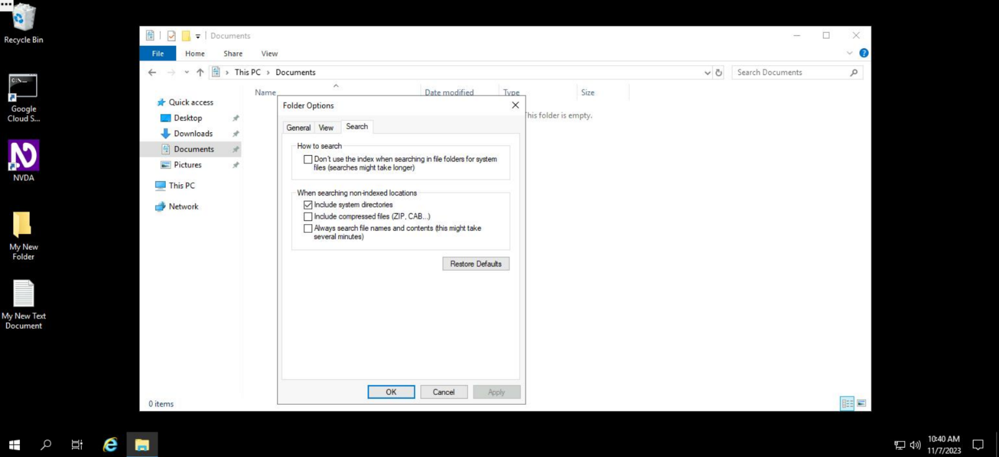 Recycle Bin
Google
Cloud S...
NVDA
My New
Folder
My New Text
Document
Documents
File Home Share View
This PC Documents
Search Documents
Name Date modified Type Size
This folder is empty.
Quick access
Desktop
Downloads
Documents
Pictures
This PC
Network
0 items
Folder Options
General View Search
How to search
Don't use the index when searching in file folders for system
files (searches might take longer)
When searching non-indexed locations
Include system directories
Include compressed files (ZIP, CAB...)
Always search file names and contents (this might take
several minutes)
Restore Defaults
OK Cancel Apply
10:40 AM
11/7/2023